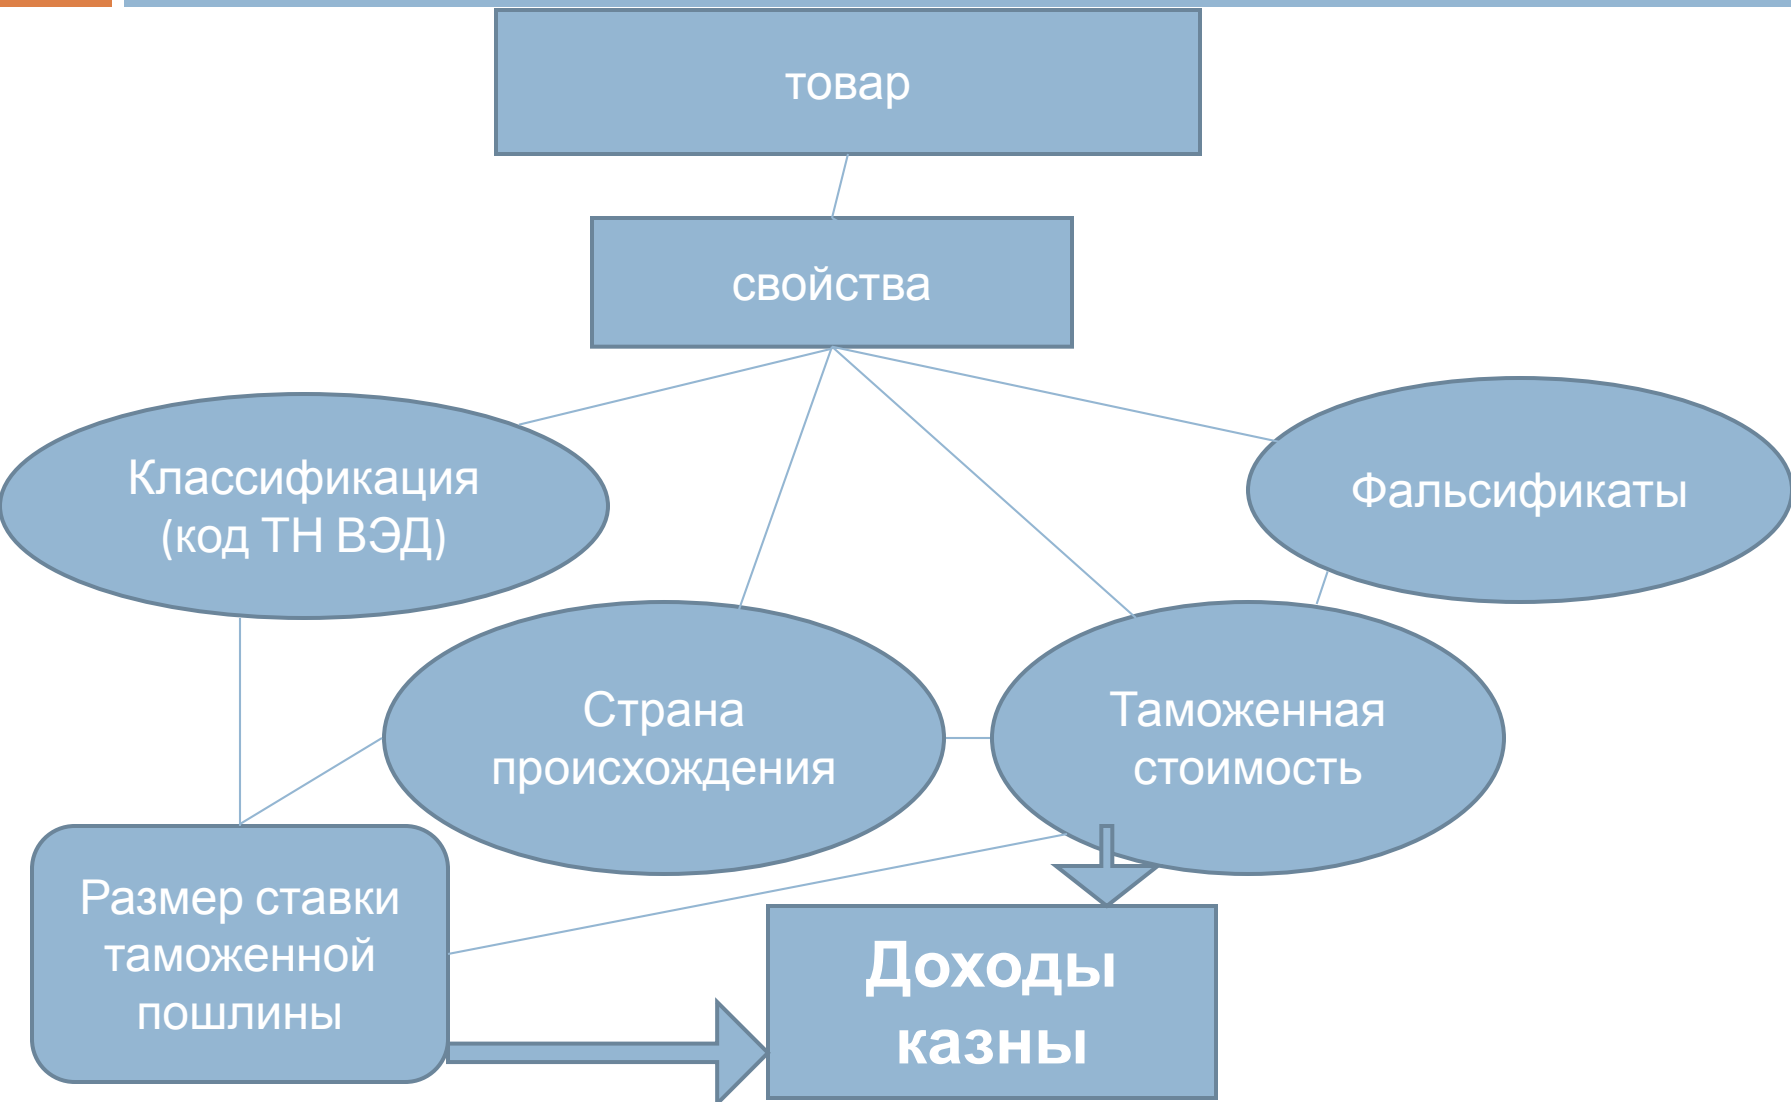 товар
свойства
Классификация
(код ТН ВЭД)
Фальсификаты
Страна
происхождения
Таможенная
стоимость
Размер ставки
таможенной
пошлины
Доходы
казны